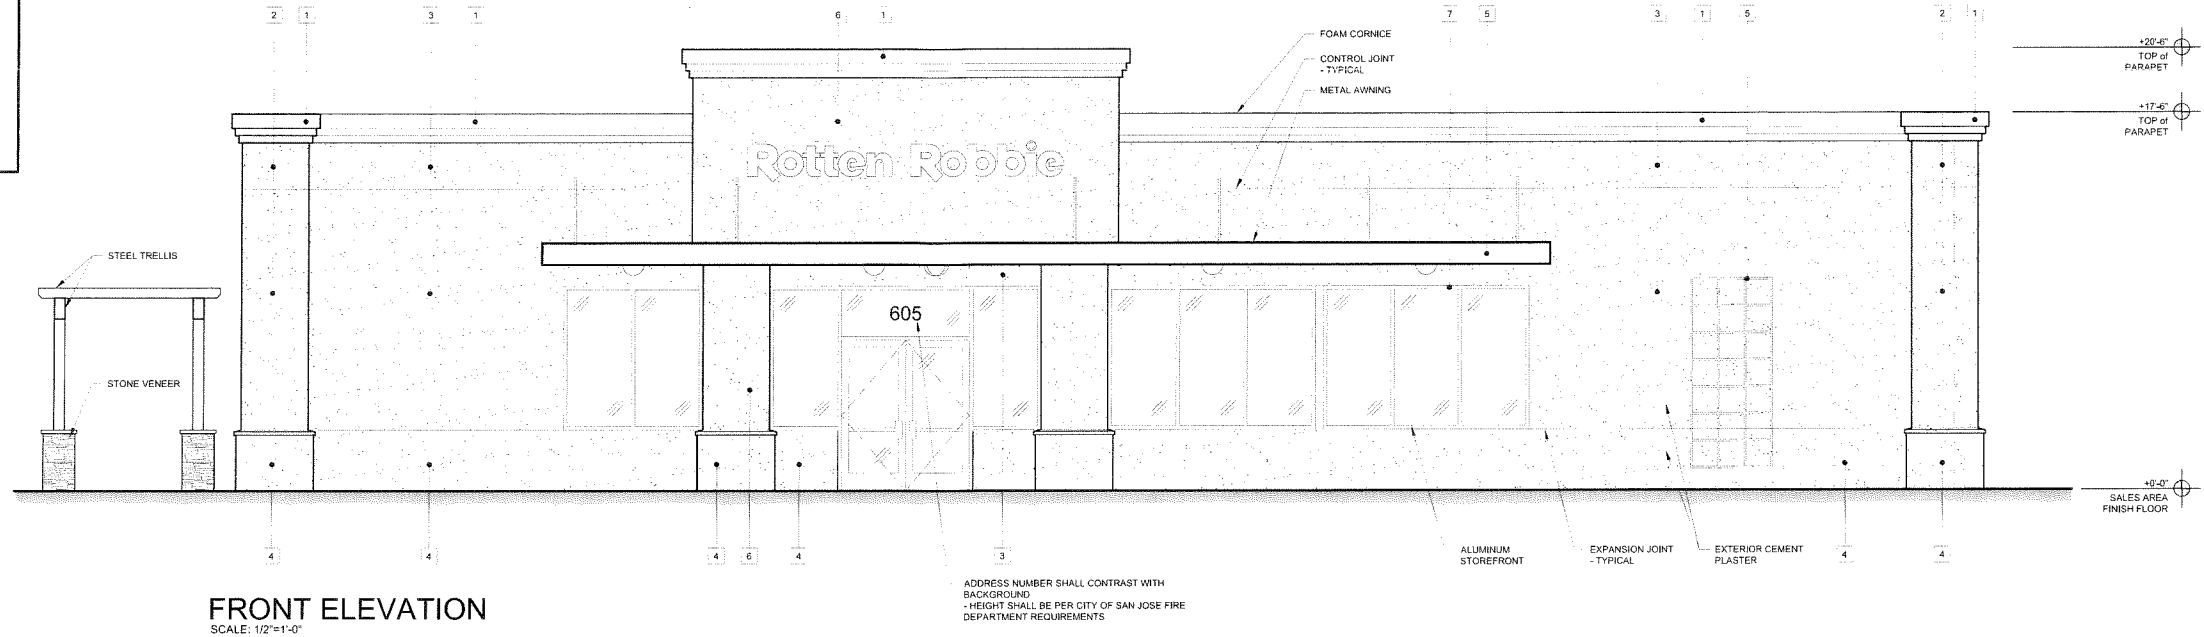 2 1 3 1 6 1 7 5 3 1 5 2 1
FOAM CORNICE
CONTROL JOINT
- TYPICAL
METAL AWNING
+20'-6"
TOP of
PARAPET
+17'-6"
TOP of
PARAPET
Rotten Robbie
STEEL TRELLIS
605
STONE VENEER
+0'-0"
SALES AREA
FINISH FLOOR
4 4 4 6 4 3 4 4
ALUMINUM
STOREFRONT
EXPANSION JOINT
- TYPICAL
EXTERIOR CEMENT
PLASTER
ADDRESS NUMBER SHALL CONTRAST WITH
BACKGROUND
- HEIGHT SHALL BE PER CITY OF SAN JOSE FIRE
DEPARTMENT REQUIREMENTS
FRONT ELEVATION
SCALE: 1/2"=1'-0"